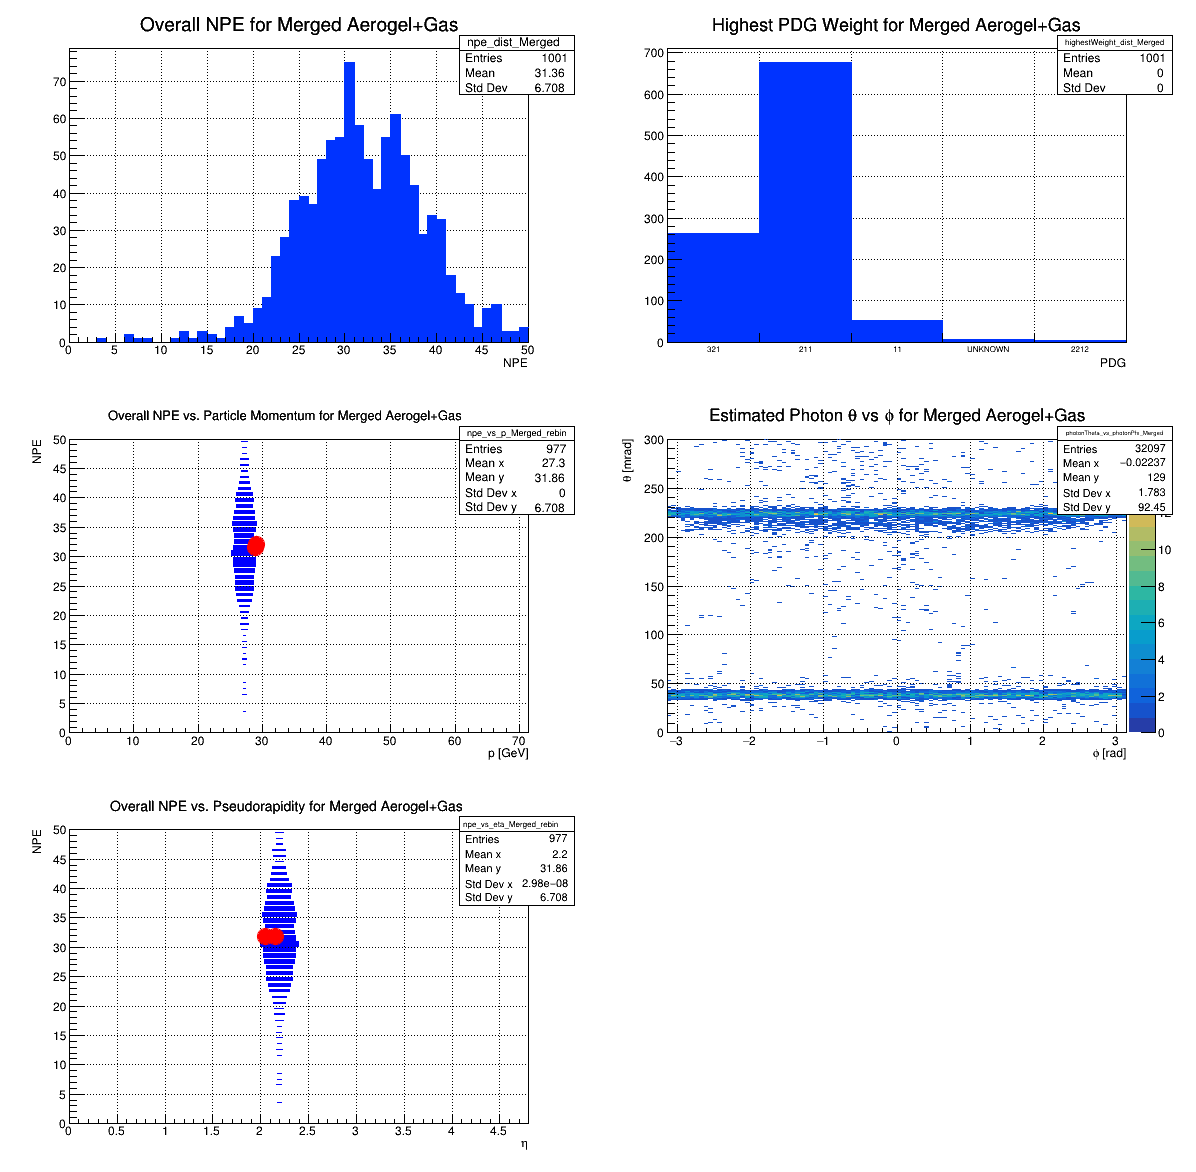 Overall NPE for Merged Aerogel+Gas
npe_dist_Merged
Entries 1001
Mean 31.36
Std Dev 6.708
70
60
50
40
30
20
10
0
0 5 10 15 20 25 30 35 40 45 50
NPE
Highest PDG Weight for Merged Aerogel+Gas
highestWeight_dist_Merged
Entries 1001
Mean 0
Std Dev 0
700
600
500
400
300
200
100
0
321 211 11 UNKNOWN 2212
PDG
Overall NPE vs. Particle Momentum for Merged Aerogel+Gas
npe_vs_p_Merged_rebin
Entries 977
Mean x 27.3
Mean y 31.86
Std Dev x 0
Std Dev y 6.708
NPE
50
45
40
35
30
25
20
15
10
5
0
0 10 20 30 40 50 60 70
p [GeV]
Estimated Photon θ vs ϕ for Merged Aerogel+Gas
photonTheta_vs_photonPhi_Merged
Entries 32097
Mean x −0.02237
Mean y 129
Std Dev x 1.783
Std Dev y 92.45
θ [mrad]
300
250
200
150
100
50
0
−3 −2 −1 0 1 2 3
ϕ [rad]
12
10
8
6
4
2
0
Overall NPE vs. Pseudorapidity for Merged Aerogel+Gas
npe_vs_eta_Merged_rebin
Entries 977
Mean x 2.2
Mean y 31.86
Std Dev x 2.98e−08
Std Dev y 6.708
NPE
50
45
40
35
30
25
20
15
10
5
0
0 0.5 1 1.5 2 2.5 3 3.5 4 4.5
η